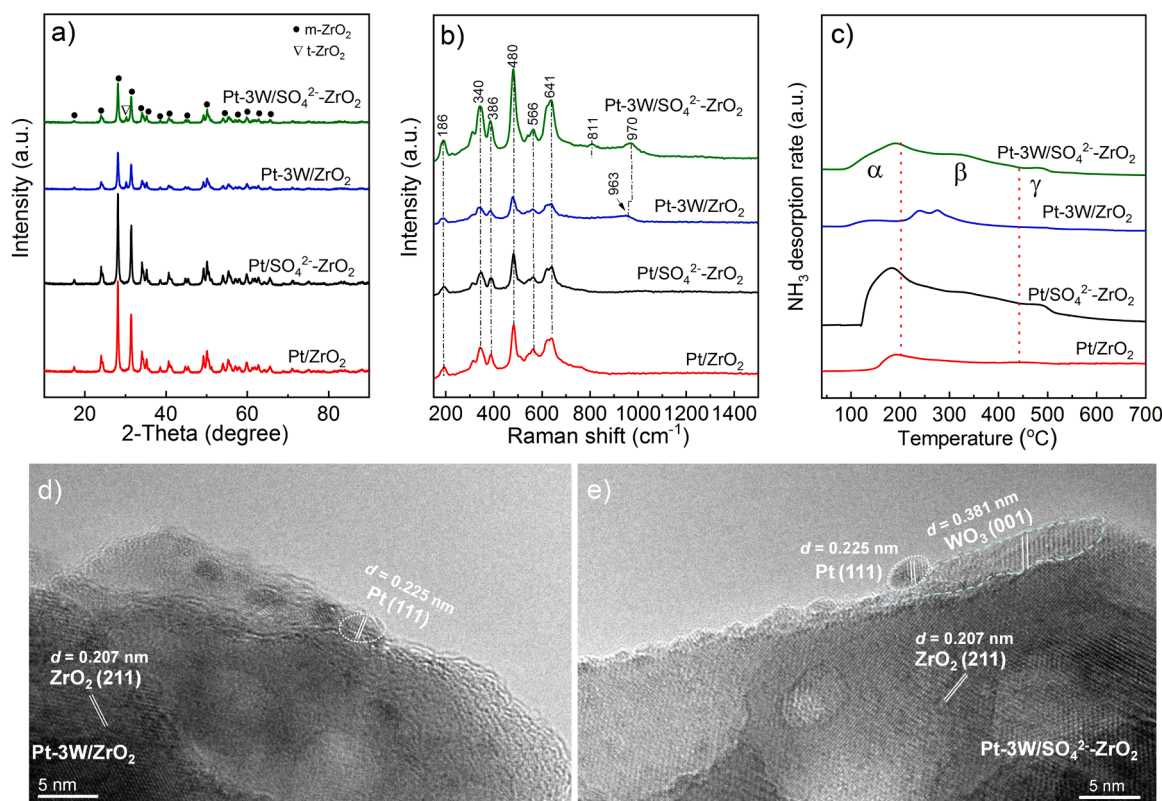 a)
● m-ZrO₂
▽ t-ZrO₂
Pt-3W/SO₄²⁻-ZrO₂
Pt-3W/ZrO₂
Pt/SO₄²⁻-ZrO₂
Pt/ZrO₂
Intensity (a.u.)
20 40 60 80
2-Theta (degree)
b)
186 340 386 480 566 641 811 970
Pt-3W/SO₄²⁻-ZrO₂
963
Pt-3W/ZrO₂
Pt/SO₄²⁻-ZrO₂
Pt/ZrO₂
Intensity (a.u.)
150 400 600 800 1000 1400
Raman shift (cm⁻¹)
c)
Pt-3W/SO₄²⁻-ZrO₂
α β γ
Pt-3W/ZrO₂
Pt/SO₄²⁻-ZrO₂
Pt/ZrO₂
NH₃ desorption rate (a.u.)
100 200 300 400 500 600 700
Temperature (°C)
d)
d = 0.225 nm
Pt (111)
d = 0.207 nm
ZrO₂ (211)
Pt-3W/ZrO₂
5 nm
e)
d = 0.381 nm
WO₃ (001)
d = 0.225 nm
Pt (111)
d = 0.207 nm
ZrO₂ (211)
Pt-3W/SO₄²⁻-ZrO₂
5 nm